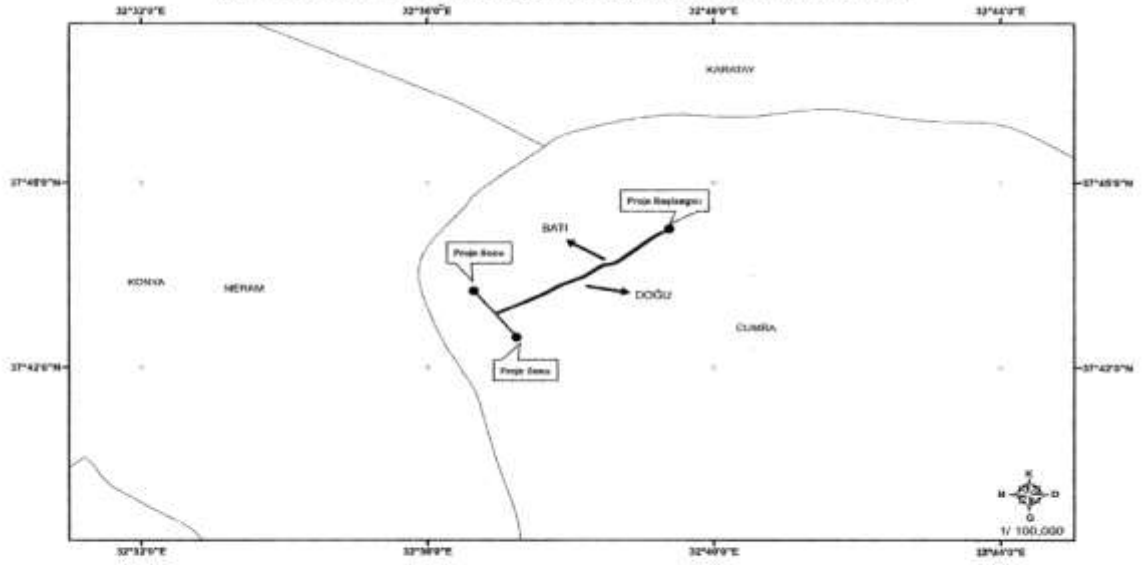 32°32'0"E
32°36'0"E
32°40'0"E
32°44'0"E
KARATAY
37°45'0"N
37°45'0"N
Proje Başlangıcı
BATI
Proje Sonu
KONYA
MERAM
DOĞU
ÇUMRA
37°42'0"N
37°42'0"N
Proje Sonu
K
D
G
1/ 100,000
32°32'0"E
32°36'0"E
32°40'0"E
32°44'0"E